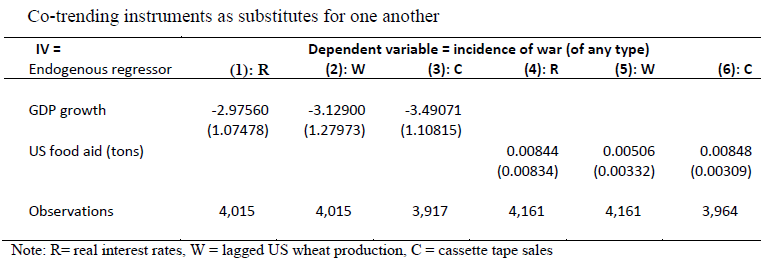 Co-trending instruments as substitutes for one another
IV = Dependent variable = incidence of war (of any type)
Endogenous regressor (1): R (2): W (3): C (4): R (5): W (6): C
GDP growth -2.97560 -3.12900 -3.49071
(1.07478) (1.27973) (1.10815)
US food aid (tons) 0.00844 0.00506 0.00848
(0.00834) (0.00332) (0.00309)
Observations 4,015 4,015 3,917 4,161 4,161 3,964
Note: R= real interest rates, W = lagged US wheat production, C = cassette tape sales